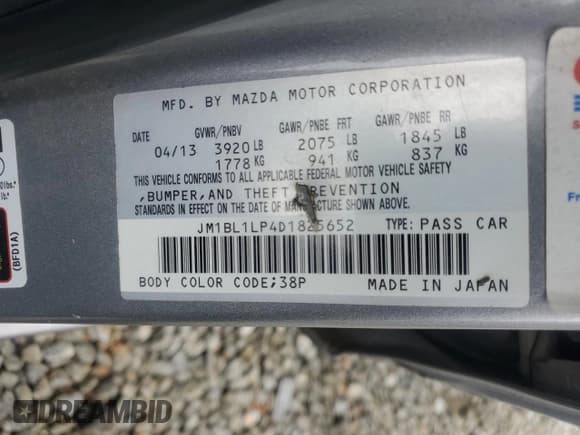 MFD. BY MAZDA MOTOR CORPORATION
DATE GVWR/PNBV GAWR/PNBE FRT GAWR/PNBE RR
04/13 3920 LB 2075 LB 1845 LB
1778 KG 941 KG 837 KG
THIS VEHICLE CONFORMS TO ALL APPLICABLE FEDERAL MOTOR VEHICLE SAFETY
,BUMPER,AND THEFT PREVENTION
STANDARDS IN EFFECT ON THE DATE OF MANUFACTURE SHOWN ABOVE.
JM1BL1LP4D1825652 TYPE: PASS CAR
BODY COLOR CODE;38P MADE IN JAPAN
(BFD1A)
DREAMBID